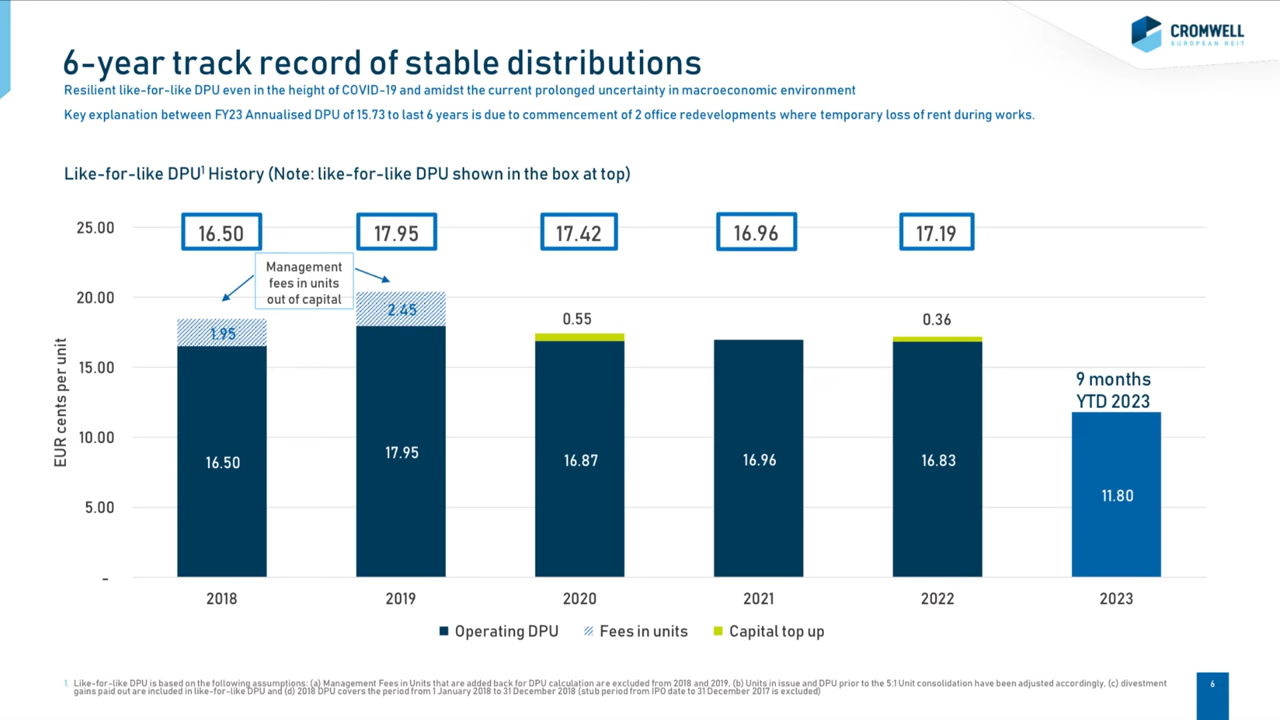 CROMWELL
EUROPEAN REIT
6-year track record of stable distributions
Resilient like-for-like DPU even in the height of COVID-19 and amidst the current prolonged uncertainty in macroeconomic environment
Key explanation between FY23 Annualised DPU of 15.73 to last 6 years is due to commencement of 2 office redevelopments where temporary loss of rent during works.
Like-for-like DPU1 History (Note: like-for-like DPU shown in the box at top)
25.00
16.50
17.95
17.42
16.96
17.19
Management
fees in units
out of capital
20.00
1.95
2.45
0.55
0.36
15.00
9 months
YTD 2023
EUR cents per unit
10.00
16.50
17.95
16.87
16.96
16.83
11.80
5.00
-
2018
2019
2020
2021
2022
2023
Operating DPU
Fees in units
Capital top up
1. Like-for-like DPU is based on the following assumptions: (a) Management Fees in Units that are added back for DPU calculation are excluded from 2018 and 2019, (b) Units in issue and DPU prior to the 5:1 Unit consolidation have been adjusted accordingly, (c) divestment
gains paid out are included in like-for-like DPU and (d) 2018 DPU covers the period from 1 January 2018 to 31 December 2018 (stub period from IPO date to 31 December 2017 is excluded)
6